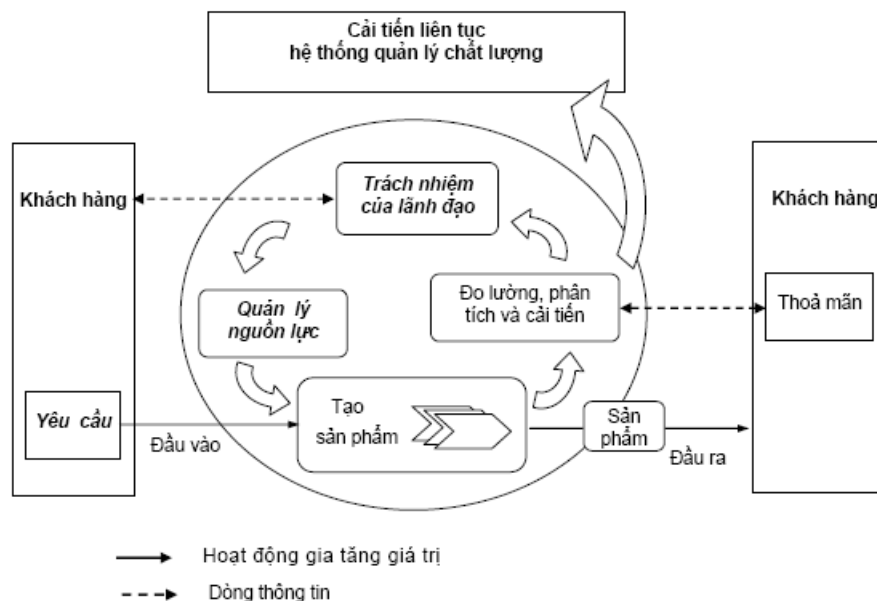 Cải tiến liên tục
hệ thống quản lý chất lượng
Khách hàng
Trách nhiệm
của lãnh đạo
Khách hàng
Quản lý
nguồn lực
Đo lường, phân
tích và cải tiến
Thoả mãn
Yêu cầu
Đầu vào
Tạo
sản phẩm
Sản
phẩm
Đầu ra
Hoạt động gia tăng giá trị
Dòng thông tin